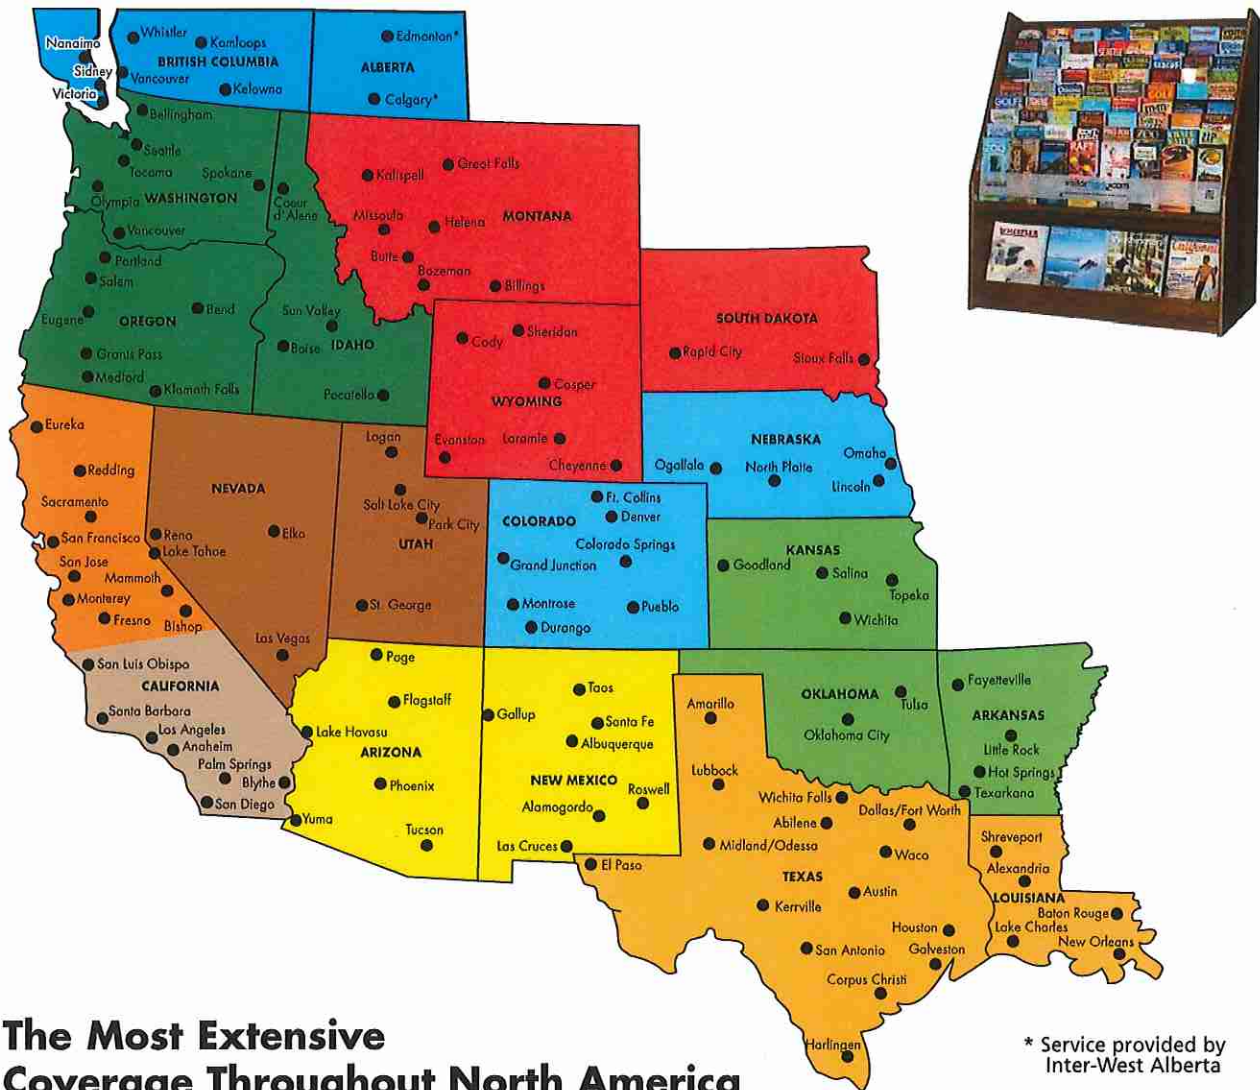 Whistler
Nanaimo
Kamloops
Edmonton*
BRITISH COLUMBIA
ALBERTA
Sidney
Vancouver
Victoria
Kelowna
Calgary*
Bellingham
Seattle
Tacoma
Spokane
Olympia
WASHINGTON
Coeur
d'Alene
Vancouver
Kalispell
Great Falls
Missoula
Helena
MONTANA
Butte
Bozeman
Billings
Portland
Salem
Eugene
OREGON
Bend
Grants Pass
Medford
Klamath Falls
Sun Valley
Boise
IDAHO
Pocatello
Cody
Sheridan
Casper
WYOMING
Evanston
Laramie
Cheyenne
SOUTH DAKOTA
Rapid City
Sioux Falls
NEBRASKA
Ogallala
North Platte
Omaha
Lincoln
Eureka
Redding
Sacramento
San Francisco
San Jose
Mammoth
Monterey
Fresno
Bishop
NEVADA
Reno
Elko
Lake Tahoe
Las Vegas
Logan
Salt Lake City
Park City
UTAH
St. George
Ft. Collins
COLORADO
Denver
Colorado Springs
Grand Junction
Montrose
Pueblo
Durango
KANSAS
Goodland
Salina
Topeka
Wichita
San Luis Obispo
CALIFORNIA
Santa Barbara
Los Angeles
Anaheim
Palm Springs
Blythe
San Diego
Page
Flagstaff
Lake Havasu
ARIZONA
Phoenix
Yuma
Tucson
Taos
Gallup
Santa Fe
Albuquerque
NEW MEXICO
Roswell
Alamogordo
Las Cruces
OKLAHOMA
Tulsa
Oklahoma City
Fayetteville
ARKANSAS
Little Rock
Hot Springs
Texarkana
Amarillo
Lubbock
Wichita Falls
Dallas/Fort Worth
Abilene
Midland/Odessa
Waco
El Paso
TEXAS
Austin
Kerrville
Houston
San Antonio
Galveston
Corpus Christi
Harlingen
Shreveport
Alexandria
LOUISIANA
Baton Rouge
Lake Charles
New Orleans
The Most Extensive
Coverage Throughout North America
* Service provided by
Inter-West Alberta